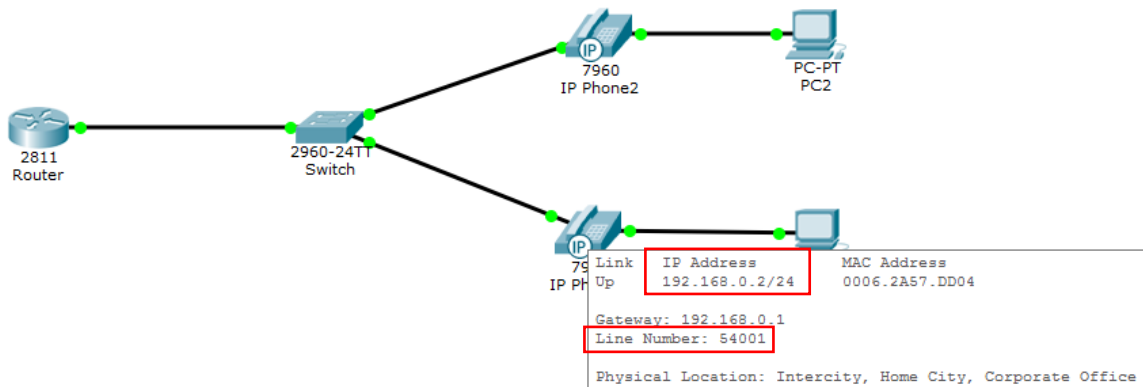 IP
7960
IP Phone2
PC-PT
PC2
2811
Router
2960-24TT
Switch
IP
Link IP Address MAC Address
Up 192.168.0.2/24 0006.2A57.DD04
Gateway: 192.168.0.1
Line Number: 54001
Physical Location: Intercity, Home City, Corporate Office